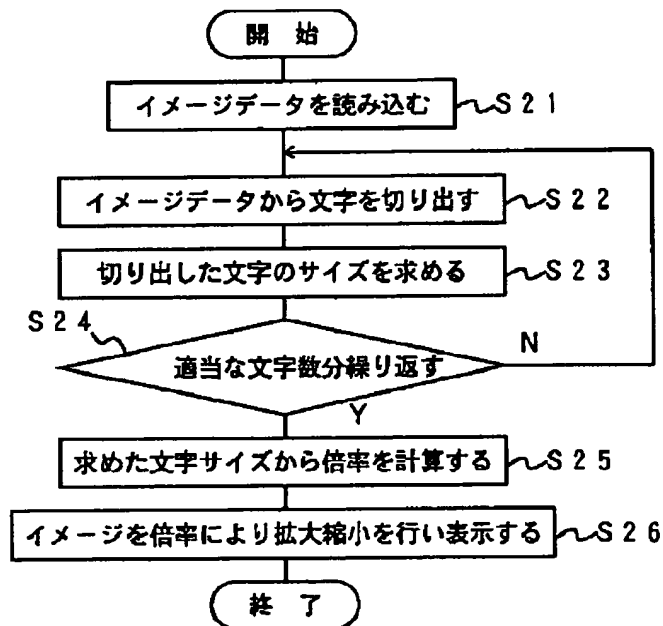 開 始
イメージデータを読み込む S21
イメージデータから文字を切り出す S22
切り出した文字のサイズを求める S23
S24
適当な文字数分繰り返す N
Y
求めた文字サイズから倍率を計算する S25
イメージを倍率により拡大縮小を行い表示する S26
終 了